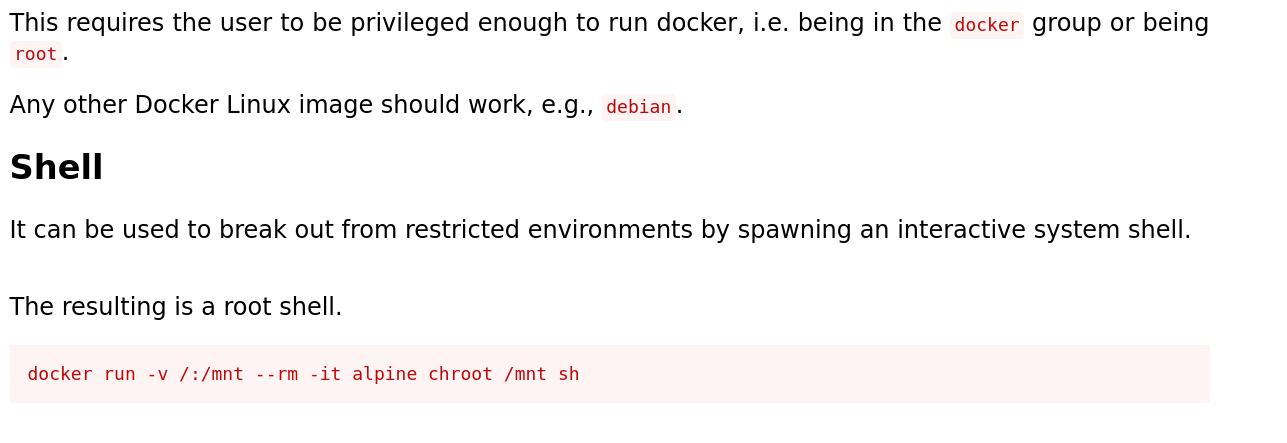 This requires the user to be privileged enough to run docker, i.e. being in the docker group or being
root.
Any other Docker Linux image should work, e.g., debian.
Shell
It can be used to break out from restricted environments by spawning an interactive system shell.
The resulting is a root shell.
docker run -v /:/mnt --rm -it alpine chroot /mnt sh